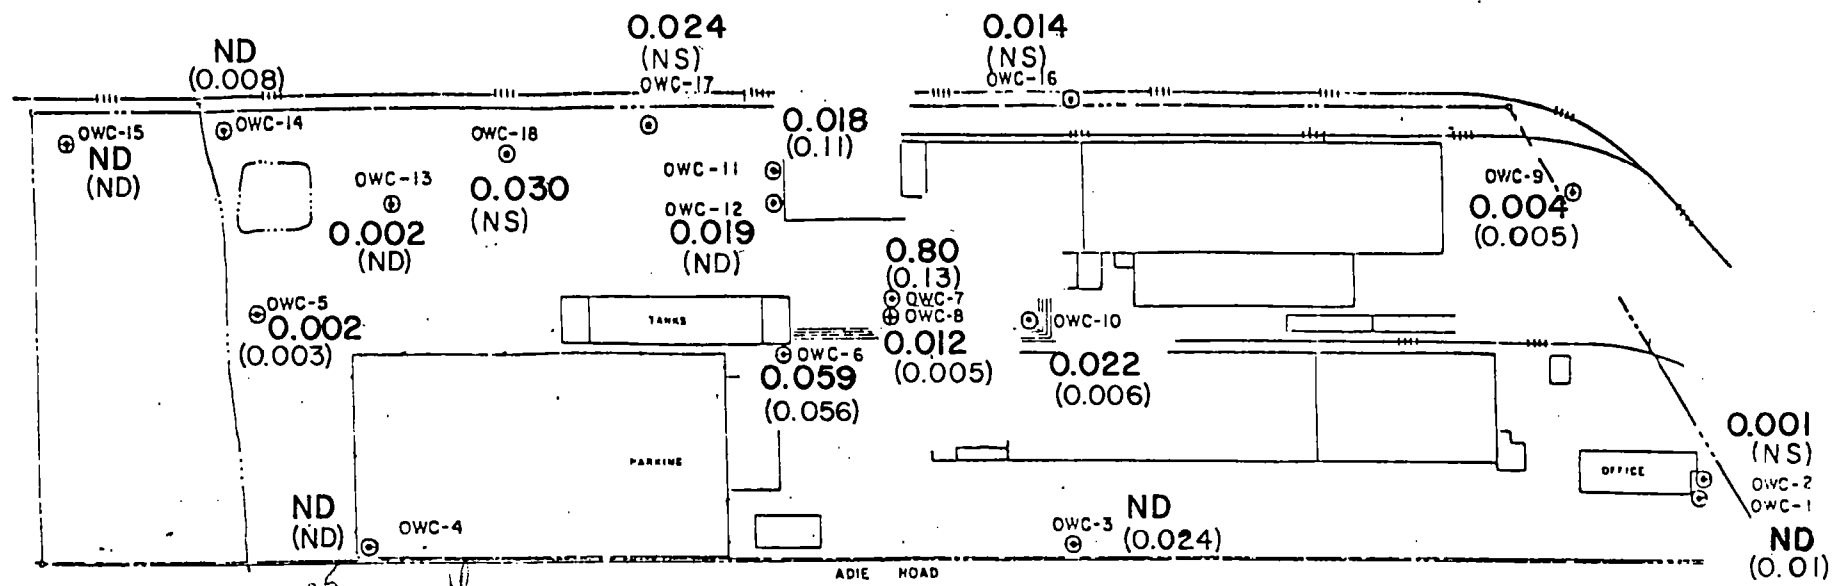 0.024
(NS)
OWC-17
0.014
(NS)
OWC-16
ND
(0.008)
OWC-14
OWC-15
ND
(ND)
OWC-18
0.030
(NS)
OWC-13
0.002
(ND)
0.018
(0.11)
OWC-11
OWC-12
0.019
(ND)
OWC-9
0.004
(0.005)
0.80
(0.13)
OWC-7
OWC-8
0.012
(0.005)
OWC-10
0.022
(0.006)
OWC-5
0.002
(0.003)
TANKS
OWC-6
0.059
(0.056)
PARKING
0.001
(NS)
OWC-2
OWC-1
ND
(0.01)
OFFICE
ND
(ND)
OWC-4
OWC-3
ND
(0.024)
ADIE ROAD